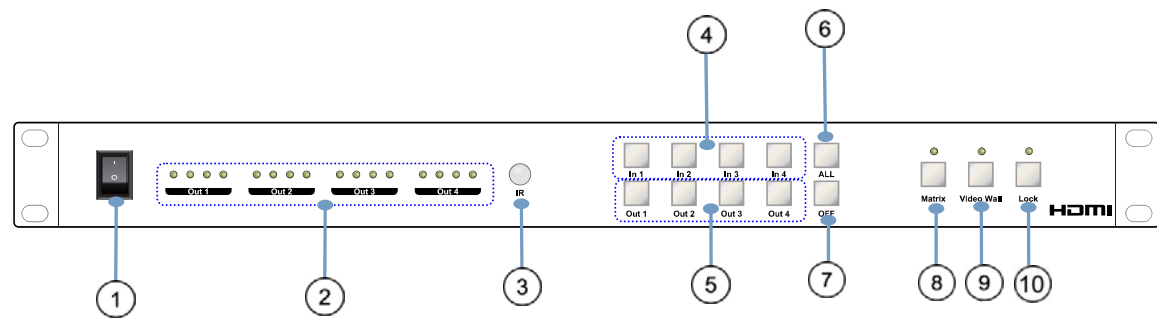 4
6
I
O
In 1 In 2 In 3 In 4 ALL
Out 1 Out 2 Out 3 Out 4
IR
Out 1 Out 2 Out 3 Out 4 OFF
Matrix Video Wall Lock
HDMI
1
2
3
5
7
8
9
10